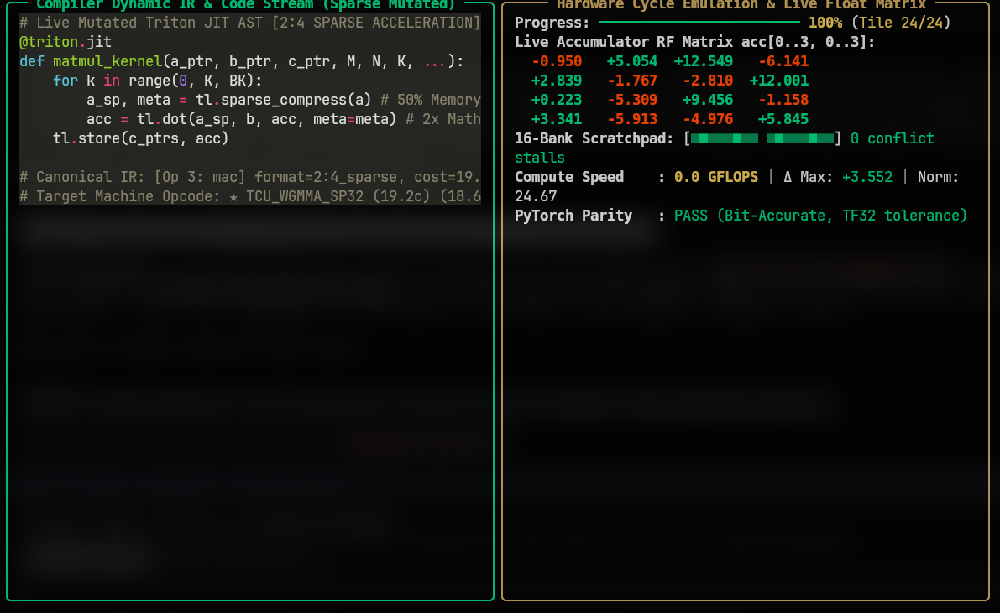 Compiler Dynamic IR & Code Stream (Sparse Mutated)
# Live Mutated Triton JIT AST [2:4 SPARSE ACCELERATION]
@triton.jit
def matmul_kernel(a_ptr, b_ptr, c_ptr, M, N, K, ...):
for k in range(0, K, BK):
a_sp, meta = tl.sparse_compress(a) # 50% Memory
acc = tl.dot(a_sp, b, acc, meta=meta) # 2x Math
tl.store(c_ptrs, acc)
# Canonical IR: [Op 3: mac] format=2:4_sparse, cost=19.
# Target Machine Opcode: ★ TCU_WGMMA_SP32 (19.2c) (18.6
Hardware Cycle Emulation & Live Float Matrix
Progress: 100% (Tile 24/24)
Live Accumulator RF Matrix acc[0..3, 0..3]:
-0.950 +5.054 +12.549 -6.141
+2.839 -1.767 -2.810 +12.001
+0.223 -5.309 +9.456 -1.158
+3.341 -5.913 -4.976 +5.845
16-Bank Scratchpad: [] 0 conflict
stalls
Compute Speed : 0.0 GFLOPS | Δ Max: +3.552 | Norm:
24.67
PyTorch Parity : PASS (Bit-Accurate, TF32 tolerance)